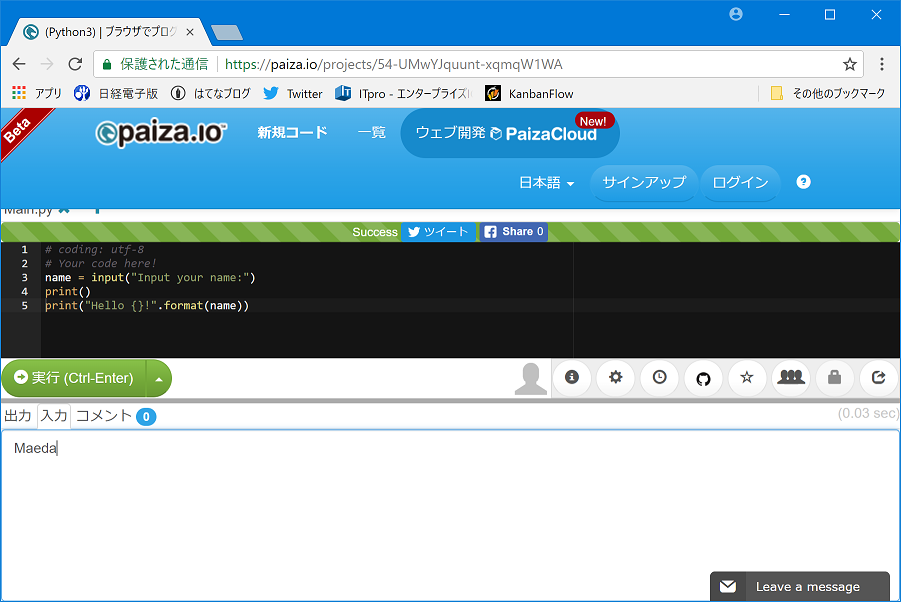 (Python3) | ブラウザでプログ
保護された通信 https://paiza.io/projects/54-UMwYJquunt-xqmqW1WA
アプリ 日経電子版 はてなブログ Twitter ITpro - エンタープライズI KanbanFlow その他のブックマーク
Beta paiza.io 新規コード 一覧 ウェブ開発 PaizaCloud New!
日本語 サインアップ ログイン ?
Main.py
Success ツイート Share 0
1 # coding: utf-8
2 # Your code here!
3 name = input("Input your name:")
4 print()
5 print("Hello {}!".format(name))
実行 (Ctrl-Enter)
出力 入力 コメント 0 (0.03 sec)
Maeda
Leave a message